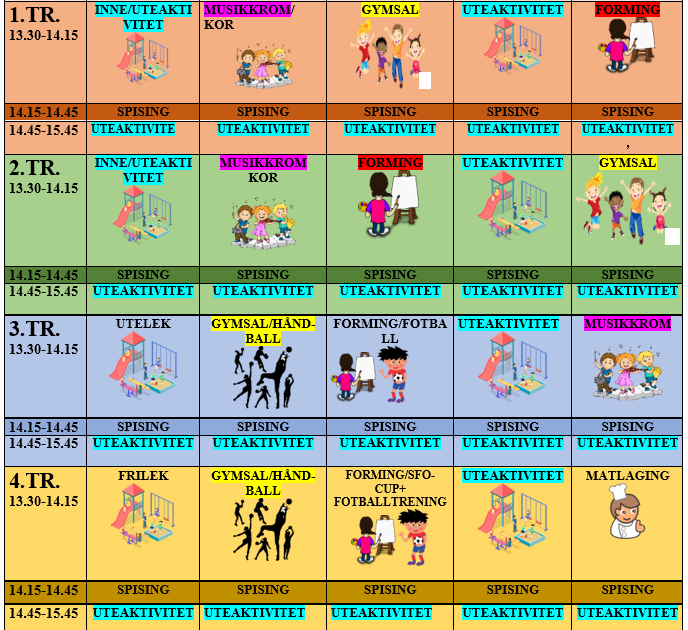 1.TR.
13.30-14.15
INNE/UTEAKTI
VITET
MUSIKKROM/
KOR
GYMSAL
UTEAKTIVITET
FORMING
14.15-14.45 SPISING SPISING SPISING SPISING SPISING
14.45-15.45 UTEAKTIVITE UTEAKTIVITET UTEAKTIVITET UTEAKTIVITET UTEAKTIVITET
,
2.TR.
13.30-14.15
INNE/UTEAKTI
VITET
MUSIKKROM
KOR
FORMING
UTEAKTIVITET
GYMSAL
14.15-14.45 SPISING SPISING SPISING SPISING SPISING
14.45-15.45 UTEAKTIVITET UTEAKTIVITET UTEAKTIVITET UTEAKTIVITET UTEAKTIVITET
3.TR.
13.30-14.15
UTELEK
GYMSAL/HÅND-
BALL
FORMING/FOTBA
LL
UTEAKTIVITET
MUSIKKROM
14.15-14.45 SPISING SPISING SPISING SPISING SPISING
14.45-15.45 UTEAKTIVITET UTEAKTIVITET UTEAKTIVITET UTEAKTIVITET UTEAKTIVITET
4.TR.
13.30-14.15
FRILEK
GYMSAL/HÅND-
BALL
FORMING/SFO-
CUP+
FOTBALLTRENING
UTEAKTIVITET
MATLAGING
14.15-14.45 SPISING SPISING SPISING SPISING SPISING
14.45-15.45 UTEAKTIVITET UTEAKTIVITET UTEAKTIVITET UTEAKTIVITET UTEAKTIVITET